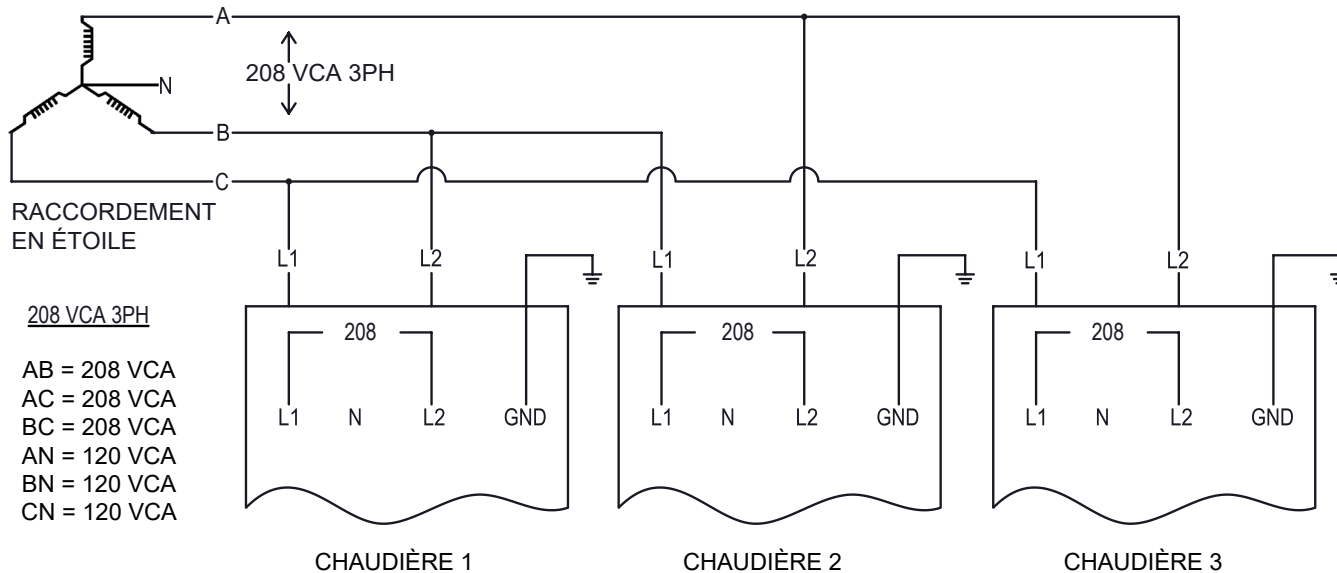 A
208 VCA 3PH
N
B
C
RACCORDEMENT
EN ÉTOILE
L1 L2 L1 L2 L1 L2
208 VCA 3PH
208 208 208
AB = 208 VCA
AC = 208 VCA
BC = 208 VCA
AN = 120 VCA
BN = 120 VCA
CN = 120 VCA
L1 N L2 GND L1 N L2 GND L1 N L2 GND
CHAUDIÈRE 1 CHAUDIÈRE 2 CHAUDIÈRE 3